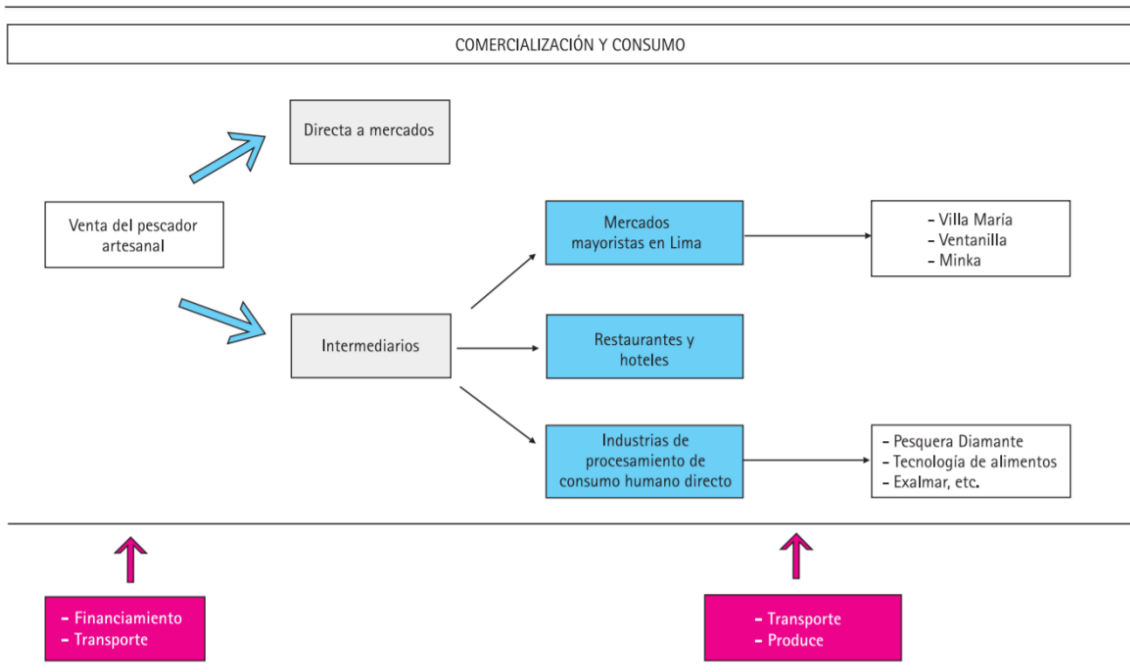 COMERCIALIZACIÓN Y CONSUMO
Directa a mercados
Venta del pescador
artesanal
Mercados
mayoristas en Lima
- Villa María
- Ventanilla
- Minka
Intermediarios
Restaurantes y
hoteles
Industrias de
procesamiento de
consumo humano directo
- Pesquera Diamante
- Tecnología de alimentos
- Exalmar, etc.
- Financiamiento
- Transporte
- Transporte
- Produce